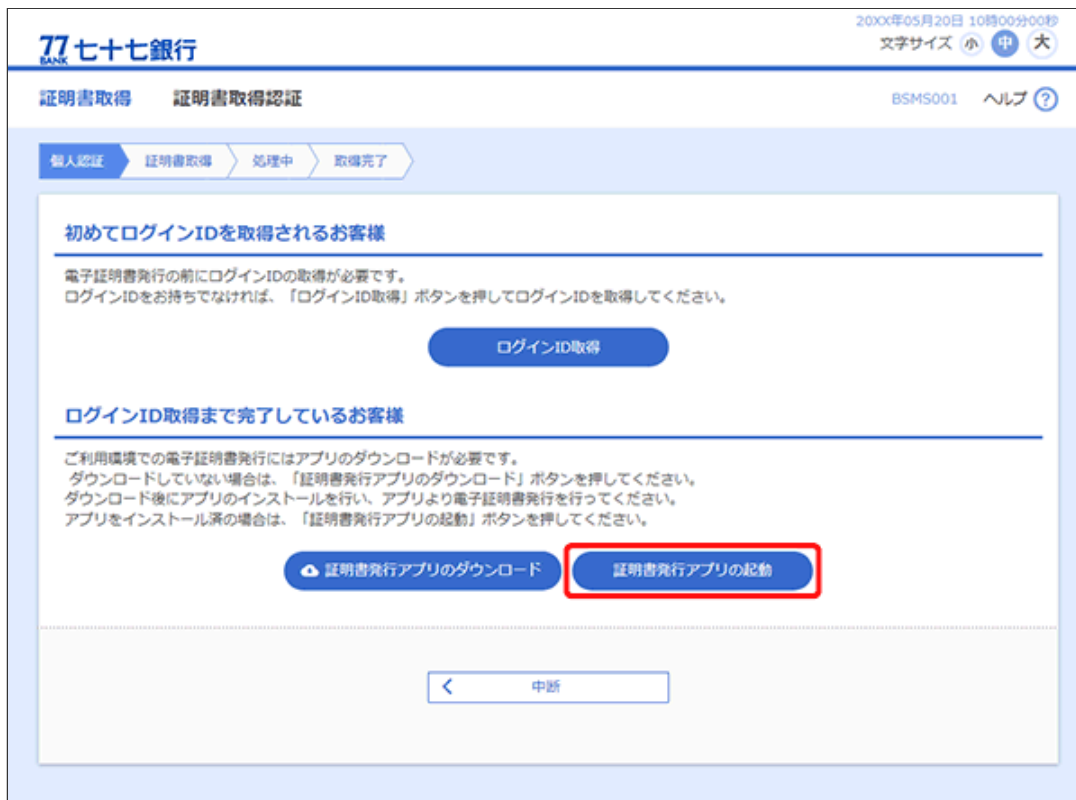 20XX年05月20日 10時00分00秒
77 BANK 七十七銀行
文字サイズ 小 中 大
証明書取得 証明書取得認証
BSMS001 ヘルプ ?
個人認証 証明書取得 処理中 取得完了
初めてログインIDを取得されるお客様
電子証明書発行の前にログインIDの取得が必要です。
ログインIDをお持ちでなければ、「ログインID取得」ボタンを押してログインIDを取得してください。
ログインID取得
ログインID取得まで完了しているお客様
ご利用環境での電子証明書発行にはアプリのダウンロードが必要です。
ダウンロードしていない場合は、「証明書発行アプリのダウンロード」ボタンを押してください。
ダウンロード後にアプリのインストールを行い、アプリより電子証明書発行を行ってください。
アプリをインストール済の場合は、「証明書発行アプリの起動」ボタンを押してください。
証明書発行アプリのダウンロード 証明書発行アプリの起動
中断